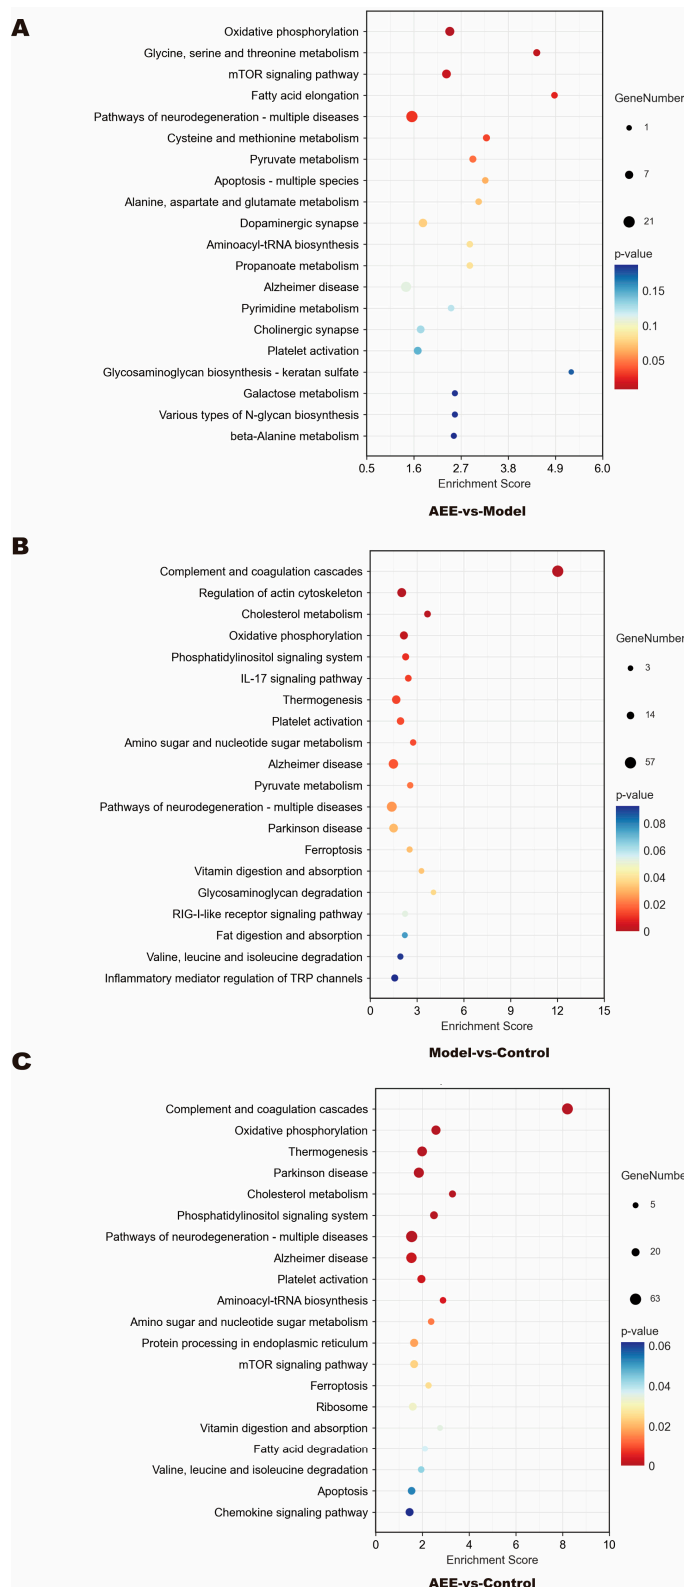 A
Oxidative phosphorylation
Glycine, serine and threonine metabolism
mTOR signaling pathway
Fatty acid elongation
Pathways of neurodegeneration - multiple diseases
Cysteine and methionine metabolism
Pyruvate metabolism
Apoptosis - multiple species
Alanine, aspartate and glutamate metabolism
Dopaminergic synapse
Aminoacyl-tRNA biosynthesis
Propanoate metabolism
Alzheimer disease
Pyrimidine metabolism
Cholinergic synapse
Platelet activation
Glycosaminoglycan biosynthesis - keratan sulfate
Galactose metabolism
Various types of N-glycan biosynthesis
beta-Alanine metabolism
0.5 1.6 2.7 3.8 4.9 6.0
Enrichment Score
AEE-vs-Model
GeneNumber
1
7
21
p-value
0.15
0.1
0.05
B
Complement and coagulation cascades
Regulation of actin cytoskeleton
Cholesterol metabolism
Oxidative phosphorylation
Phosphatidylinositol signaling system
IL-17 signaling pathway
Thermogenesis
Platelet activation
Amino sugar and nucleotide sugar metabolism
Alzheimer disease
Pyruvate metabolism
Pathways of neurodegeneration - multiple diseases
Parkinson disease
Ferroptosis
Vitamin digestion and absorption
Glycosaminoglycan degradation
RIG-I-like receptor signaling pathway
Fat digestion and absorption
Valine, leucine and isoleucine degradation
Inflammatory mediator regulation of TRP channels
0 3 6 9 12 15
Enrichment Score
Model-vs-Control
GeneNumber
3
14
57
p-value
0.08
0.06
0.04
0.02
0
C
Complement and coagulation cascades
Oxidative phosphorylation
Thermogenesis
Parkinson disease
Cholesterol metabolism
Phosphatidylinositol signaling system
Pathways of neurodegeneration - multiple diseases
Alzheimer disease
Platelet activation
Aminoacyl-tRNA biosynthesis
Amino sugar and nucleotide sugar metabolism
Protein processing in endoplasmic reticulum
mTOR signaling pathway
Ferroptosis
Ribosome
Vitamin digestion and absorption
Fatty acid degradation
Valine, leucine and isoleucine degradation
Apoptosis
Chemokine signaling pathway
0 2 4 6 8 10
Enrichment Score
AEE-vs-Control
GeneNumbe
5
20
63
p-value
0.06
0.04
0.02
0